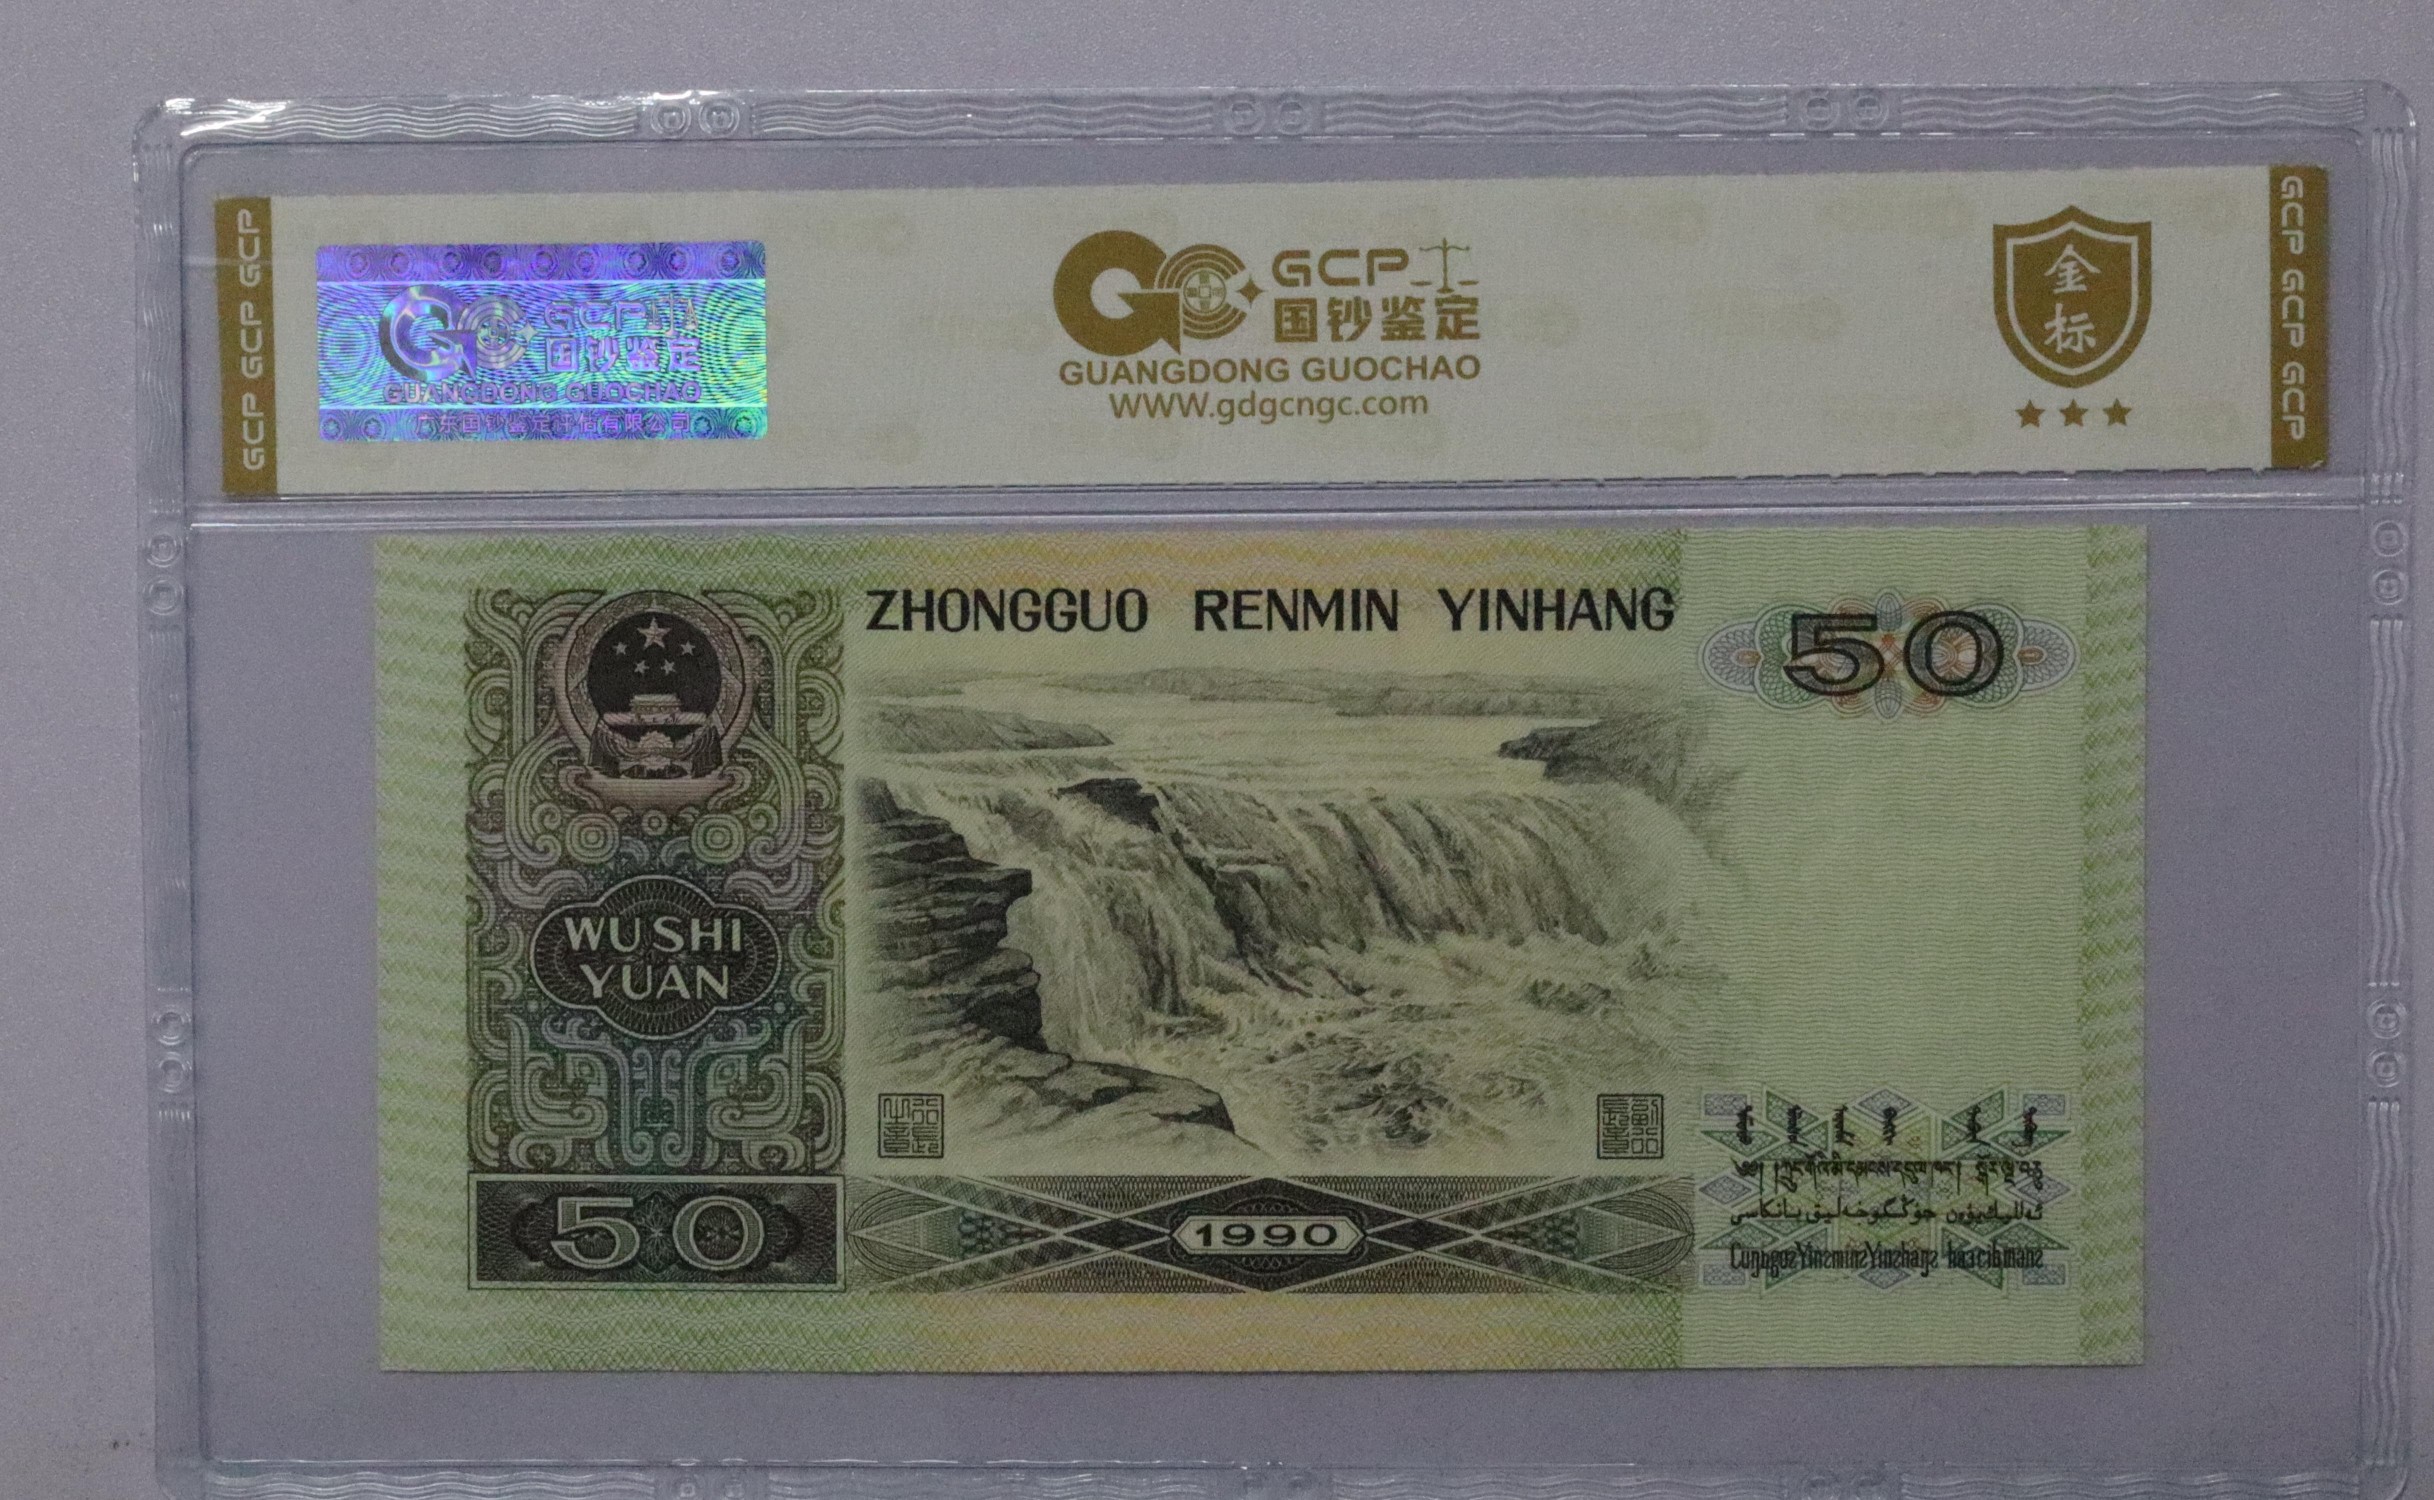 GCP GCP GCP
GCP
国钞鉴定
GUANGDONG GUOCHAO
广东国钞鉴定评估有限公司
GCP
国钞鉴定
GUANGDONG GUOCHAO
WWW.gdgcngc.com
金标
GCP GCP GCP
ZHONGGUO RENMIN YINHANG
50
WU SHI
YUAN
50
1990